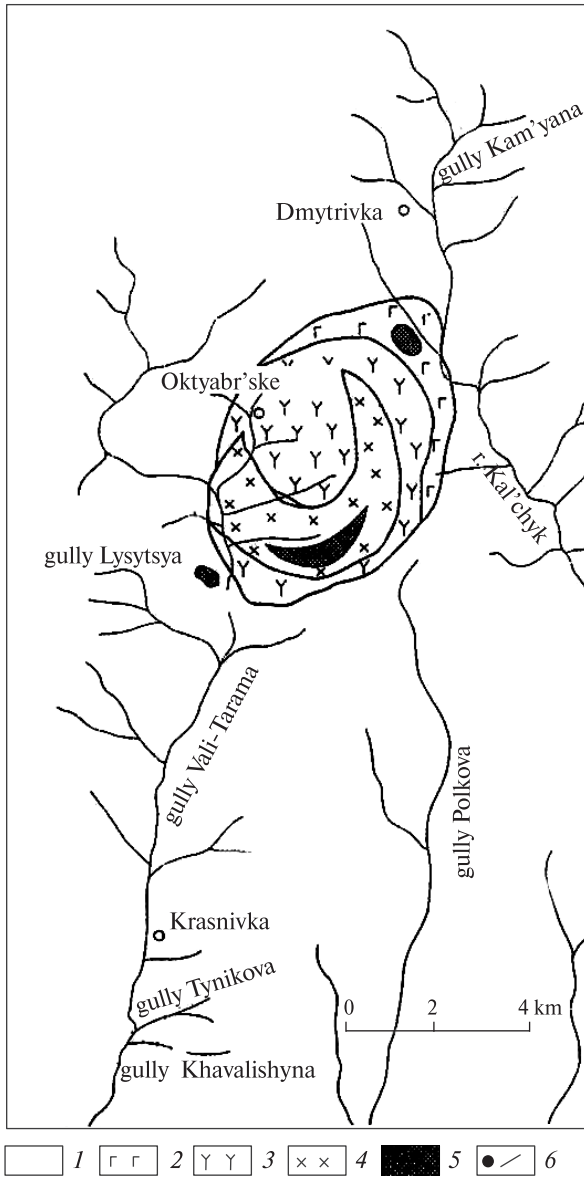 gully Kam’yana
Dmytrivka
Oktyabr’ske
r. Kal’chyk
gully Lysytsya
gully Vali-Tarama
gully Polkova
Krasnivka
gully Tynikova
0 2 4 km
gully Khavalishyna
1 2 3 4 5 6